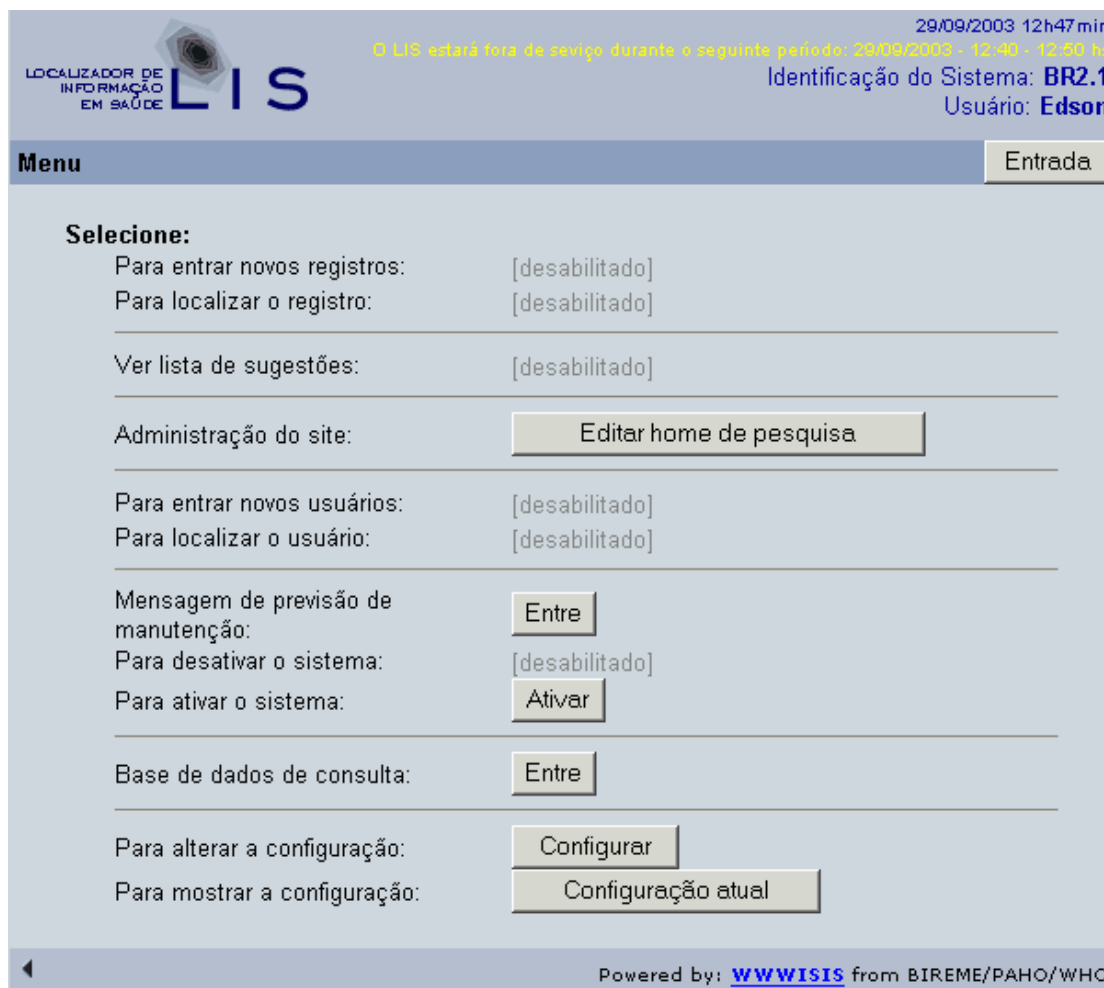 29/09/2003 12h47min
O LIS estará fora de seviço durante o seguinte período: 29/09/2003 - 12:40 - 12:50 hs
LOCALIZADOR DE
INFORMAÇÃO
EM SAÚDE
LIS
Identificação do Sistema: BR2.1
Usuário: Edson
Menu
Entrada
Selecione:
Para entrar novos registros: [desabilitado]
Para localizar o registro: [desabilitado]
Ver lista de sugestões: [desabilitado]
Administração do site: Editar home de pesquisa
Para entrar novos usuários: [desabilitado]
Para localizar o usuário: [desabilitado]
Mensagem de previsão de
manutenção: Entre
Para desativar o sistema: [desabilitado]
Para ativar o sistema: Ativar
Base de dados de consulta: Entre
Para alterar a configuração: Configurar
Para mostrar a configuração: Configuração atual
Powered by: WWWISIS from BIREME/PAHO/WHO